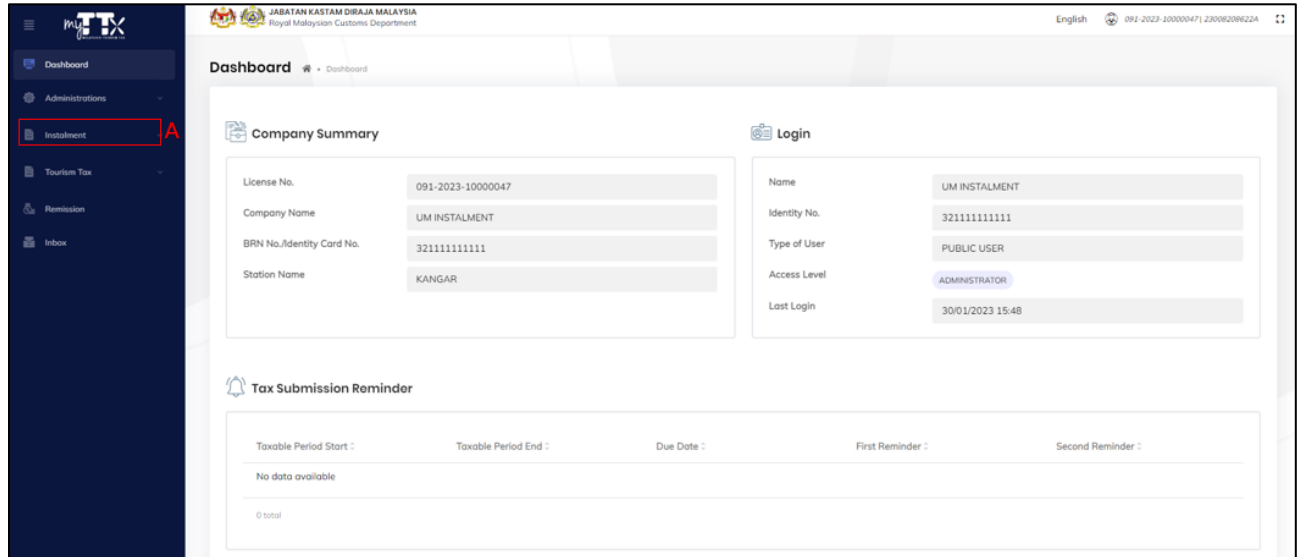 myTTX
JABATAN KASTAM DIRAJA MALAYSIA
Royal Malaysian Customs Department
English
091-2023-10000047| 23008208622A
Dashboard
Administrations
Instalment
A
Tourism Tax
Remission
Inbox
Dashboard • Dashboard
Company Summary
License No. 091-2023-10000047
Company Name UM INSTALMENT
BRN No./Identity Card No. 321111111111
Station Name KANGAR
Login
Name UM INSTALMENT
Identity No. 321111111111
Type of User PUBLIC USER
Access Level ADMINISTRATOR
Last Login 30/01/2023 15:48
Tax Submission Reminder
Taxable Period Start Taxable Period End Due Date First Reminder Second Reminder
No data available
0 total